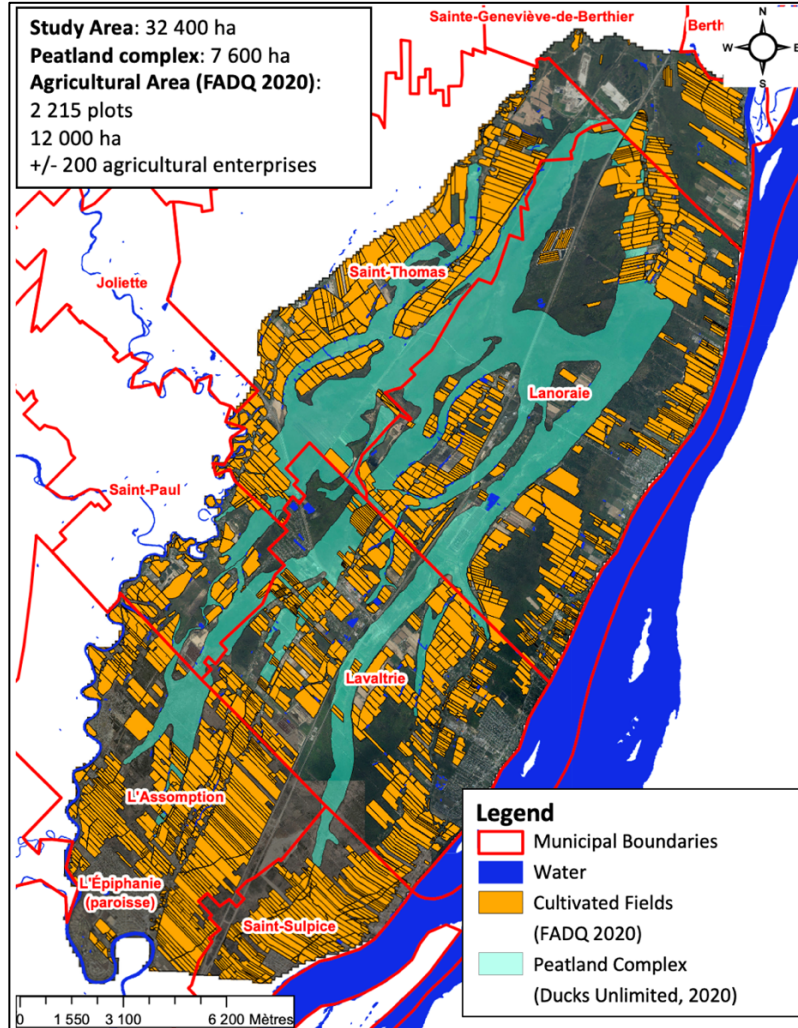 Study Area: 32 400 ha
Peatland complex: 7 600 ha
Agricultural Area (FADQ 2020):
2 215 plots
12 000 ha
+/- 200 agricultural enterprises
Sainte-Geneviève-de-Berthier
Berth
N
W
E
S
Saint-Thomas
Joliette
Lanoraie
Saint-Paul
Lavaltrie
L'Assomption
L'Épiphanie
(paroisse)
Saint-Sulpice
Legend
Municipal Boundaries
Water
Cultivated Fields
(FADQ 2020)
Peatland Complex
(Ducks Unlimited, 2020)
0 1 550 3 100 6 200 Mètres